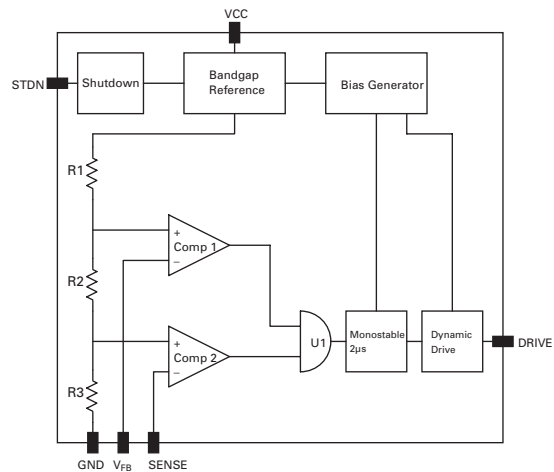 VCC
STDN
Shutdown
Bandgap
Reference
Bias Generator
R1
+
Comp 1
−
R2
+
Comp 2
−
U1
Monostable
2µs
Dynamic
Drive
DRIVE
R3
GND
VFB
SENSE